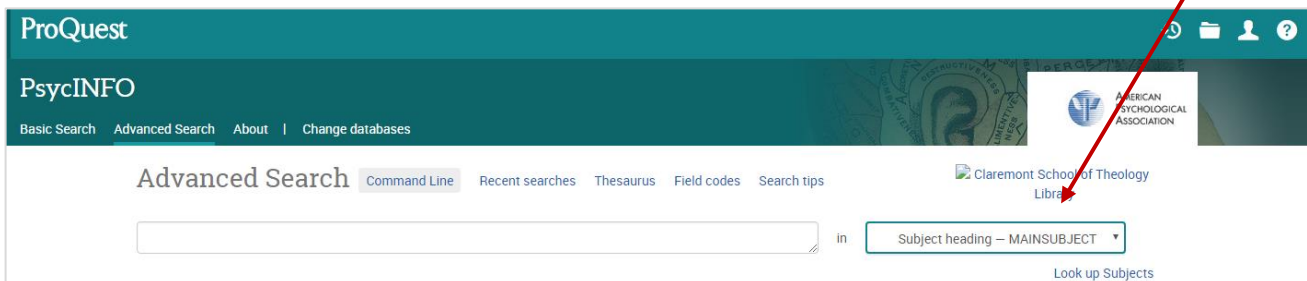 ProQuest
PsycINFO
AMERICAN
PSYCHOLOGICAL
ASSOCIATION
Basic Search Advanced Search About | Change databases
Advanced Search Command Line Recent searches Thesaurus Field codes Search tips
Claremont School of Theology
Library
in Subject heading — MAINSUBJECT
Look up Subjects